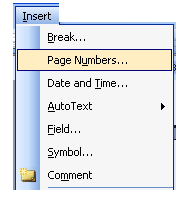 Insert
Break...
Page Numbers...
Date and Time...
AutoText
Field...
Symbol...
Comment